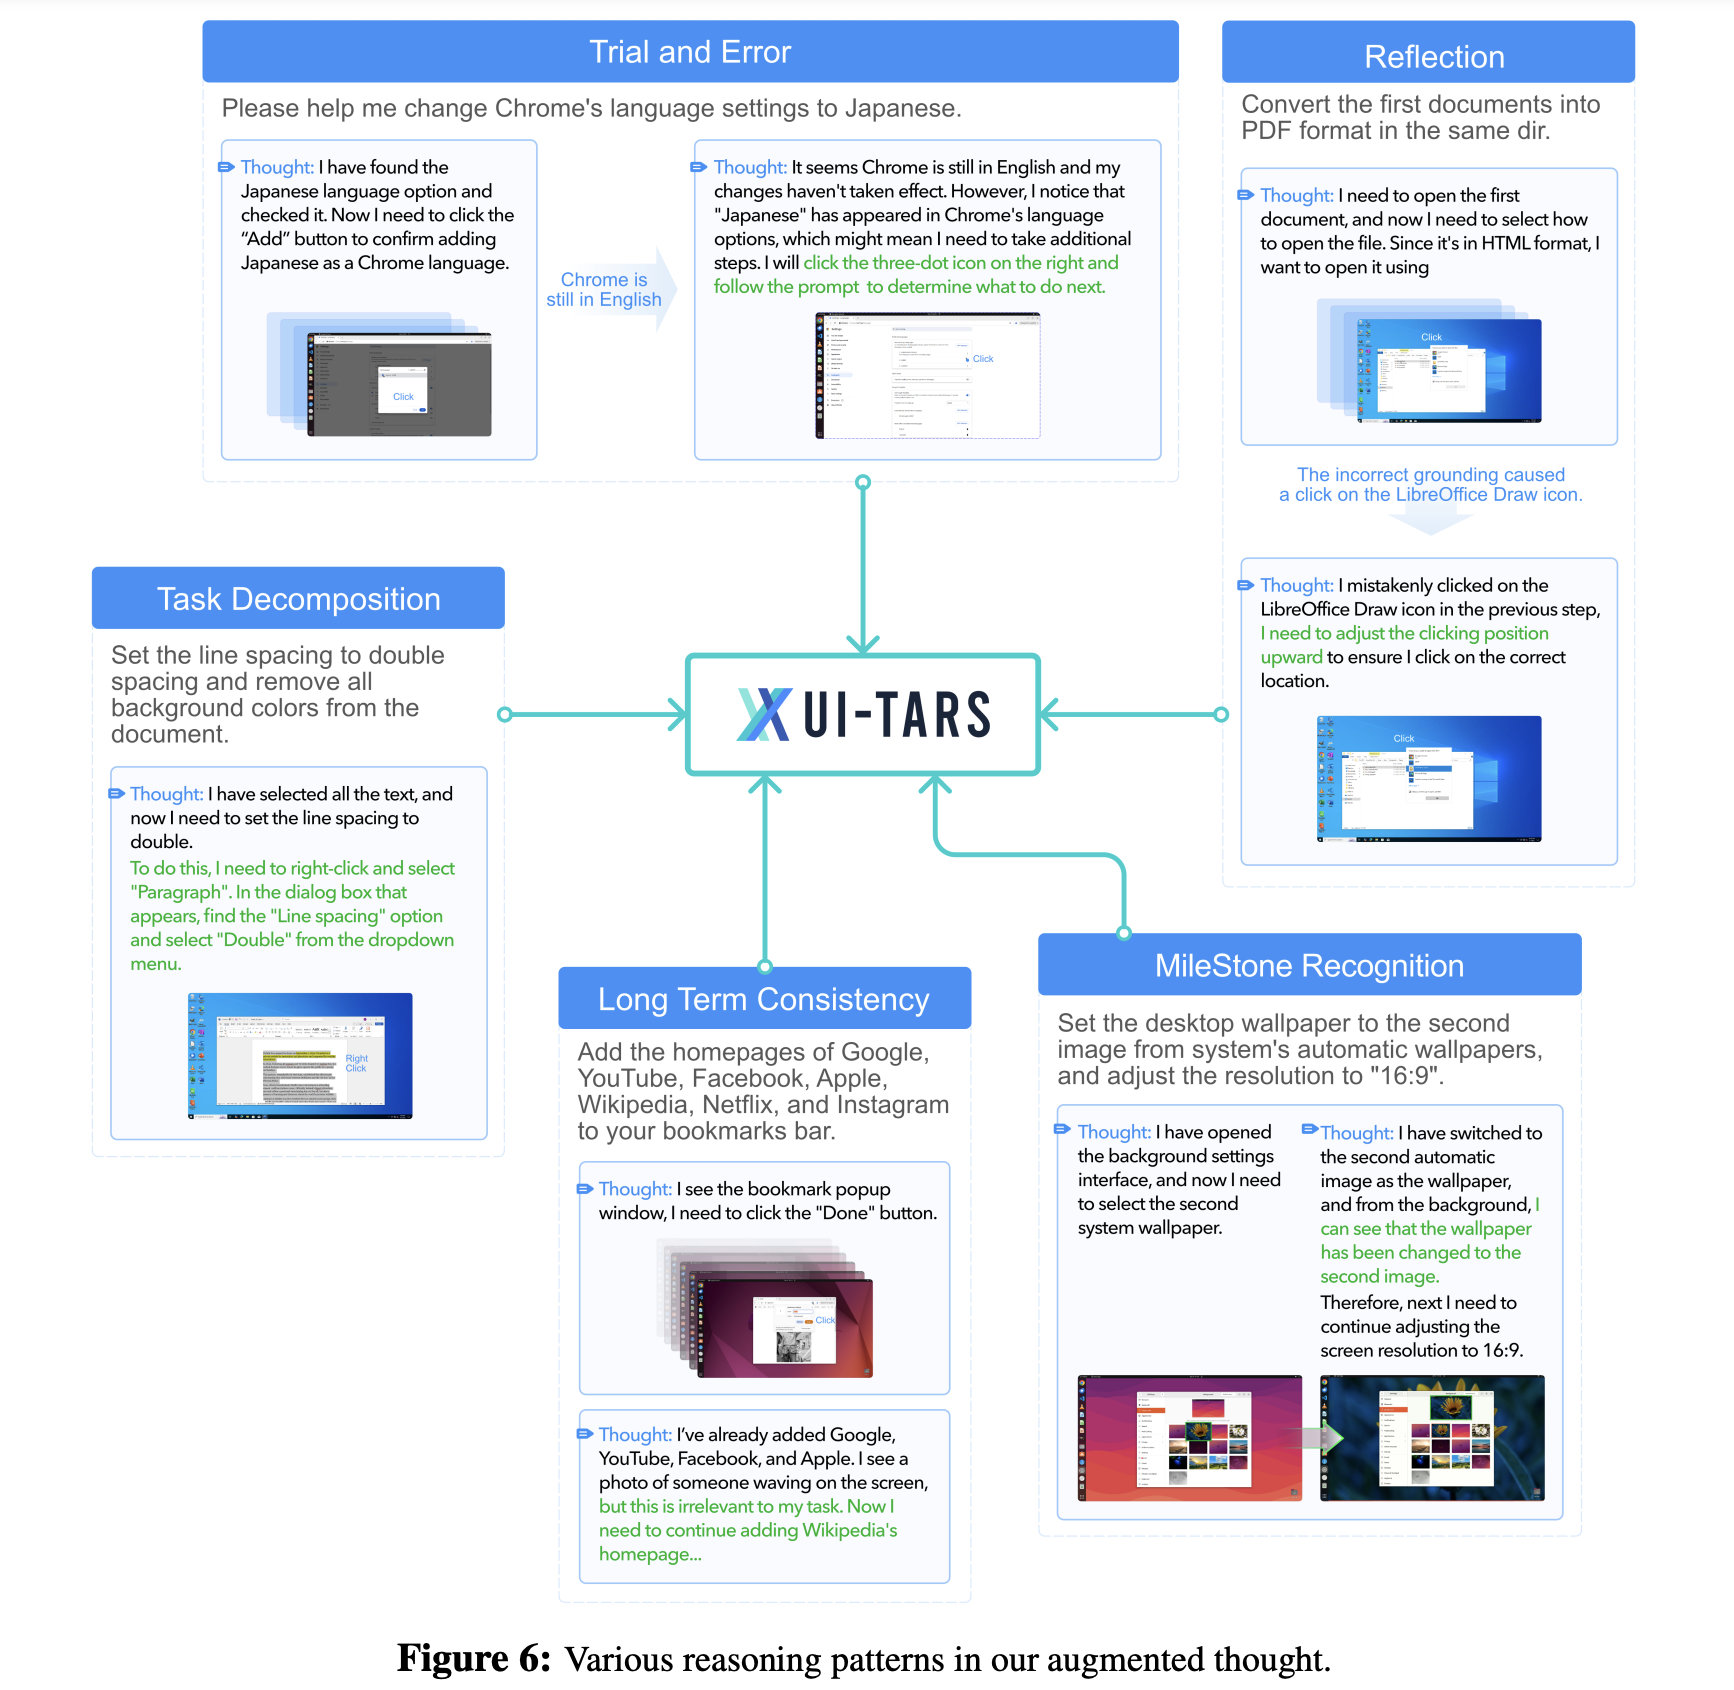 Trial and Error
Please help me change Chrome's language settings to Japanese.
Thought: I have found the
Japanese language option and
checked it. Now I need to click the
“Add” button to confirm adding
Japanese as a Chrome language.
Click
Chrome is
still in English
Thought: It seems Chrome is still in English and my
changes haven't taken effect. However, I notice that
"Japanese" has appeared in Chrome's language
options, which might mean I need to take additional
steps. I will click the three-dot icon on the right and
follow the prompt to determine what to do next.
Click
Reflection
Convert the first documents into
PDF format in the same dir.
Thought: I need to open the first
document, and now I need to select how
to open the file. Since it's in HTML format, I
want to open it using
Click
The incorrect grounding caused
a click on the LibreOffice Draw icon.
Thought: I mistakenly clicked on the
LibreOffice Draw icon in the previous step,
I need to adjust the clicking position
upward to ensure I click on the correct
location.
Click
Task Decomposition
Set the line spacing to double
spacing and remove all
background colors from the
document.
Thought: I have selected all the text, and
now I need to set the line spacing to
double.
To do this, I need to right-click and select
"Paragraph". In the dialog box that
appears, find the "Line spacing" option
and select "Double" from the dropdown
menu.
Right
Click
UI-TARS
Long Term Consistency
Add the homepages of Google,
YouTube, Facebook, Apple,
Wikipedia, Netflix, and Instagram
to your bookmarks bar.
Thought: I see the bookmark popup
window, I need to click the "Done" button.
Click
Thought: I’ve already added Google,
YouTube, Facebook, and Apple. I see a
photo of someone waving on the screen,
but this is irrelevant to my task. Now I
need to continue adding Wikipedia's
homepage...
MileStone Recognition
Set the desktop wallpaper to the second
image from system's automatic wallpapers,
and adjust the resolution to "16:9".
Thought: I have opened
the background settings
interface, and now I need
to select the second
system wallpaper.
Thought: I have switched to
the second automatic
image as the wallpaper,
and from the background, I
can see that the wallpaper
has been changed to the
second image.
Therefore, next I need to
continue adjusting the
screen resolution to 16:9.
Figure 6: Various reasoning patterns in our augmented thought.